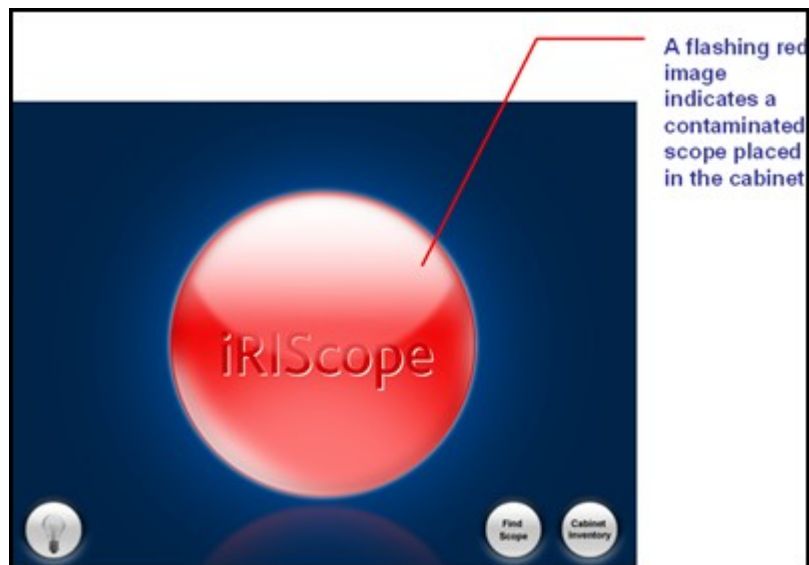 A flashing red
image
indicates a
contaminated
scope placed
in the cabinet
iRIScope
Find
Scope
Cabinet
Inventory